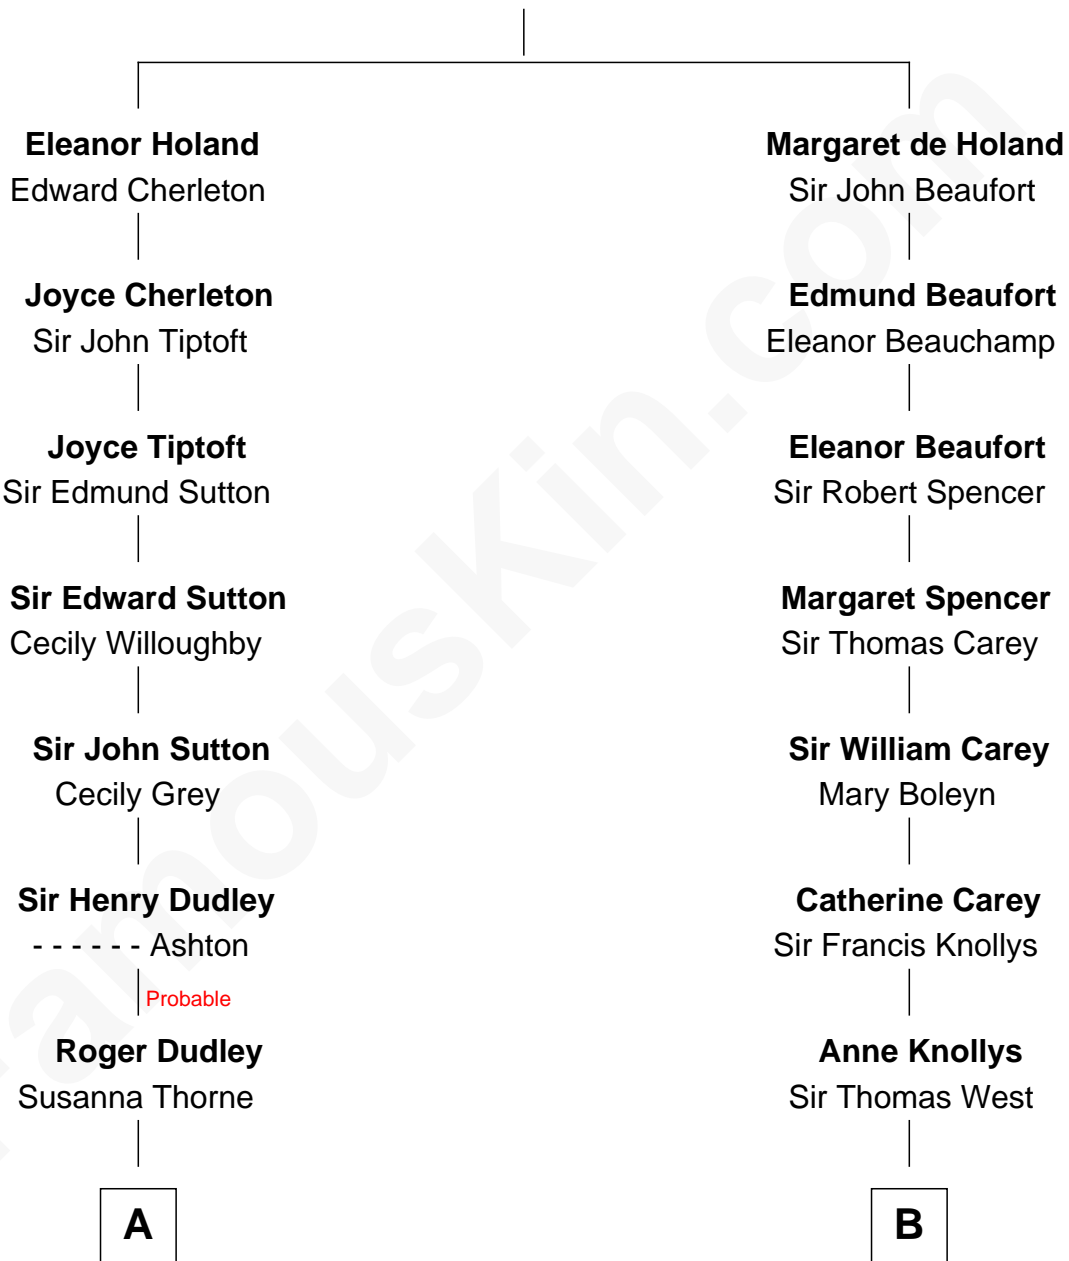 Eleanor Holand
Edward Cherleton
Joyce Cherleton
Sir John Tiptoft
Joyce Tiptoft
Sir Edmund Sutton
Sir Edward Sutton
Cecily Willoughby
Sir John Sutton
Cecily Grey
Sir Henry Dudley
- - - - - - Ashton
Probable
Roger Dudley
Susanna Thorne
A
Margaret de Holand
Sir John Beaufort
Edmund Beaufort
Eleanor Beauchamp
Eleanor Beaufort
Sir Robert Spencer
Margaret Spencer
Sir Thomas Carey
Sir William Carey
Mary Boleyn
Catherine Carey
Sir Francis Knollys
Anne Knollys
Sir Thomas West
B
FamousKin.com